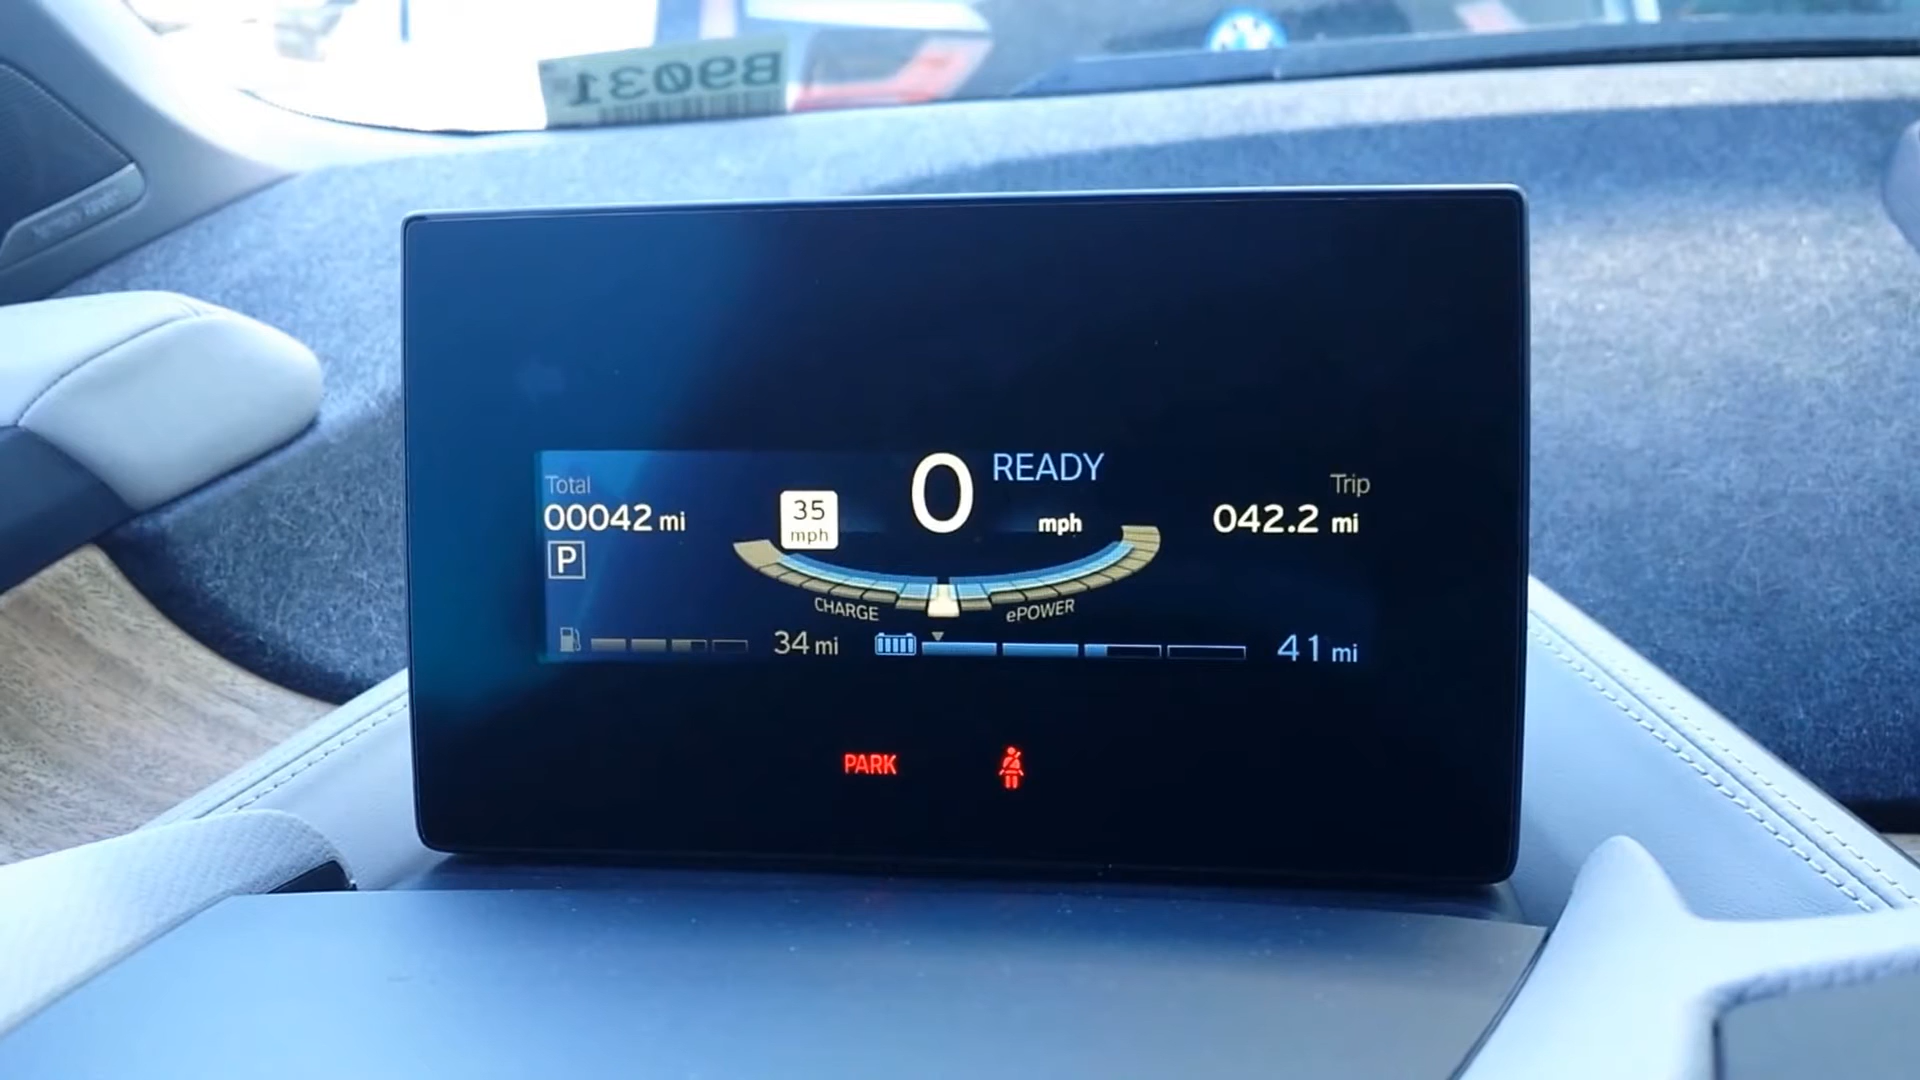 B9031
Total
00042 mi
P
35
mph
0
READY
mph
Trip
042.2 mi
CHARGE
ePOWER
34 mi
41 mi
PARK